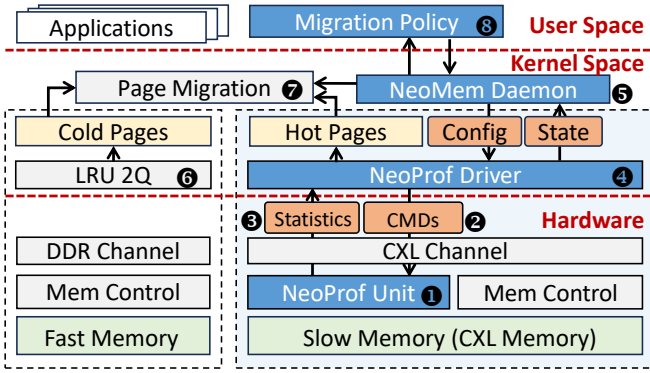 Applications
Migration Policy ❽
User Space
Kernel Space
Page Migration ❼
NeoMem Daemon ❺
Cold Pages
Hot Pages
Config
State
LRU 2Q ❻
NeoProf Driver ❹
❸ Statistics
CMDs ❷
Hardware
DDR Channel
CXL Channel
Mem Control
NeoProf Unit ❶
Mem Control
Fast Memory
Slow Memory (CXL Memory)